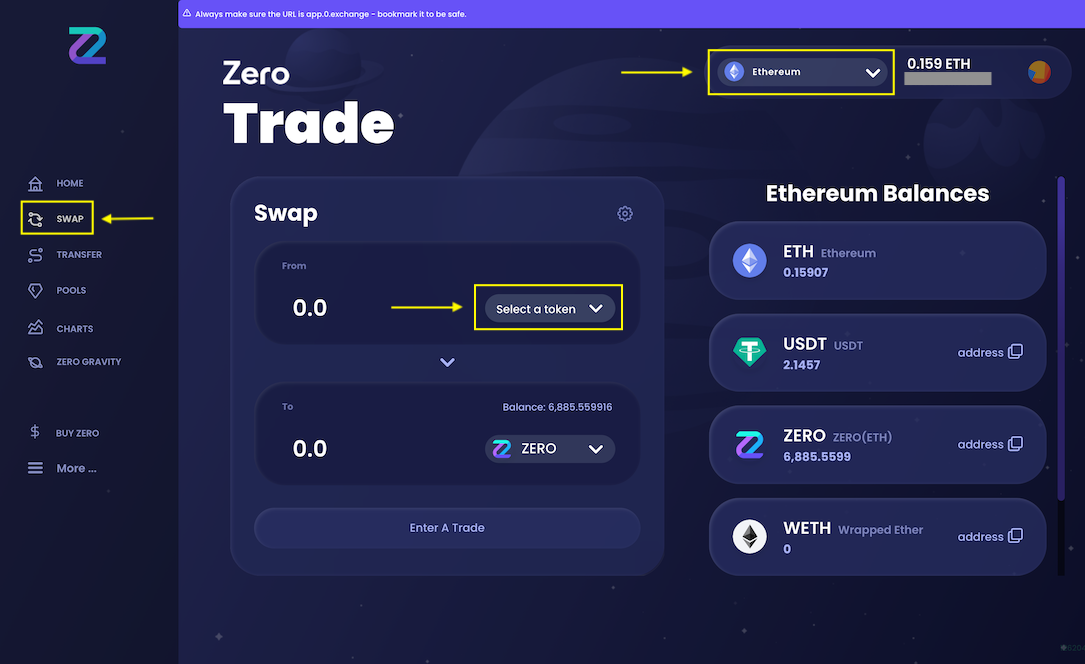 Always make sure the URL is app.0.exchange - bookmark it to be safe.
Zero
Trade
Ethereum
0.159 ETH
HOME
SWAP
TRANSFER
POOLS
CHARTS
ZERO GRAVITY
BUY ZERO
More ...
Swap
From
0.0
Select a token
To
Balance: 6,885.559916
0.0
ZERO
Enter A Trade
Ethereum Balances
ETH Ethereum
0.15907
USDT USDT
2.1457
address
ZERO ZERO(ETH)
6,885.5599
address
WETH Wrapped Ether
0
address